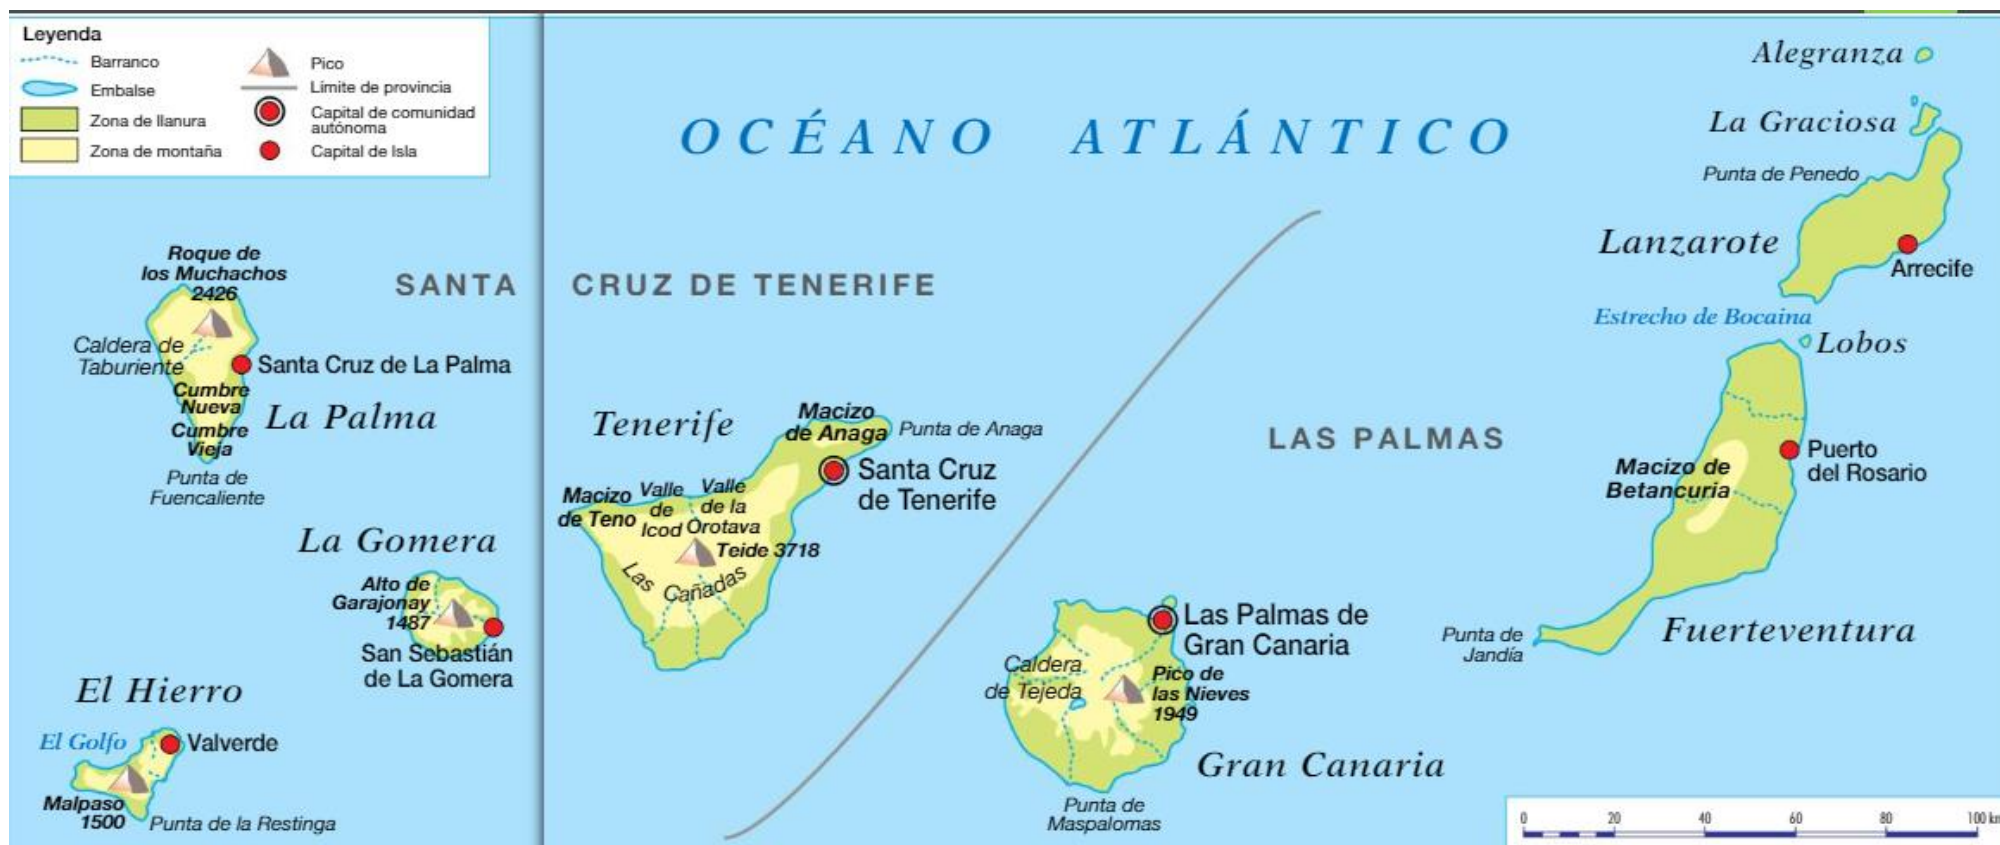 Leyenda
Barranco
Embalse
Zona de llanura
Zona de montaña
Pico
Límite de provincia
Capital de comunidad
autónoma
Capital de Isla
OCÉANO ATLÁNTICO
Alegranza
La Graciosa
Punta de Penedo
Lanzarote
Arrecife
Estrecho de Bocaina
Lobos
Roque de
los Muchachos
2426
SANTA CRUZ DE TENERIFE
Caldera de
Taburiente
Santa Cruz de La Palma
Cumbre
Nueva
La Palma
Cumbre
Vieja
Punta de
Fuencaliente
Tenerife
Macizo
de Anaga
Punta de Anaga
Santa Cruz
de Tenerife
Macizo
de Teno
Valle
de
Icod
Valle
de la
Orotava
Teide 3718
Las Cañadas
LAS PALMAS
Macizo de
Betancuria
Puerto
del Rosario
La Gomera
Alto de
Garajonay
1487
San Sebastián
de La Gomera
Las Palmas de
Gran Canaria
Caldera
de Tejeda
Pico de
las Nieves
1949
Punta de
Jandía
Fuerteventura
El Hierro
El Golfo
Valverde
Malpaso
1500
Punta de la Restinga
Gran Canaria
Punta de
Maspalomas
0 20 40 60 80 100 km